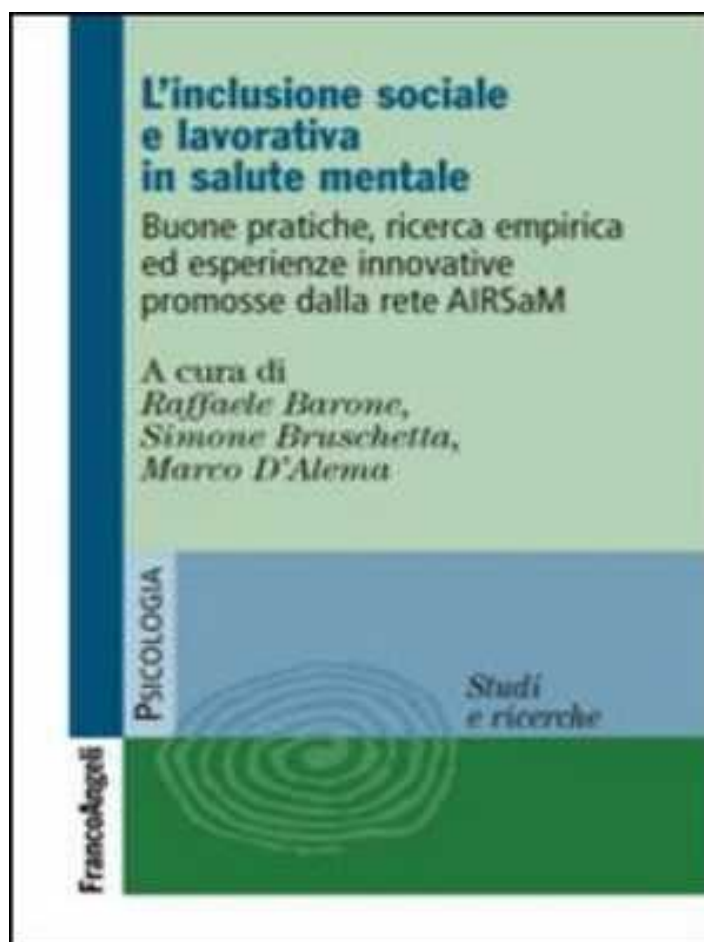 L'inclusione sociale
e lavorativa
in salute mentale
Buone pratiche, ricerca empirica
ed esperienze innovative
promosse dalla rete AIRSaM
A cura di
Raffaele Barone,
Simone Bruschetta,
Marco D'Alema
PSICOLOGIA
Studi
e ricerche
FrancoAngeli